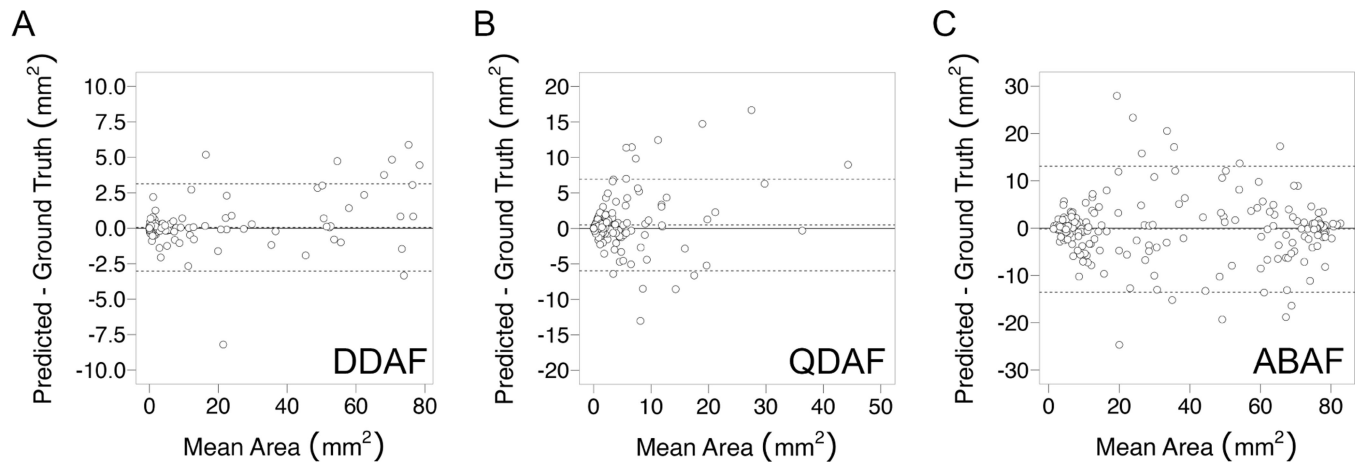 A
Predicted - Ground Truth (mm²)
10.0
7.5
5.0
2.5
0.0
-2.5
-5.0
-7.5
-10.0
DDAF
0 20 40 60 80
Mean Area (mm²)
B
Predicted - Ground Truth (mm²)
20
15
10
5
0
-5
-10
-15
-20
QDAF
0 10 20 30 40 50
Mean Area (mm²)
C
Predicted - Ground Truth (mm²)
30
20
10
0
-10
-20
-30
ABAF
0 20 40 60 80
Mean Area (mm²)